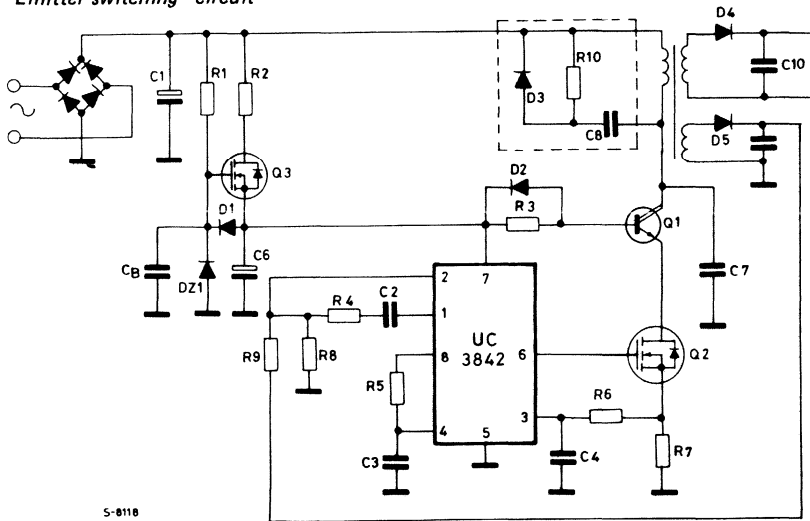 "Emitter switching" circuit
D4
R10
C1
R1
R2
D3
C10
C8
D5
Q3
D2
D1
R3
Q1
CB
DZ1
C6
7
C7
2
R4
C2
1
UC
3842
R9
R8
8
6
Q2
R5
R6
3
4
5
C3
C4
R7
S-8118